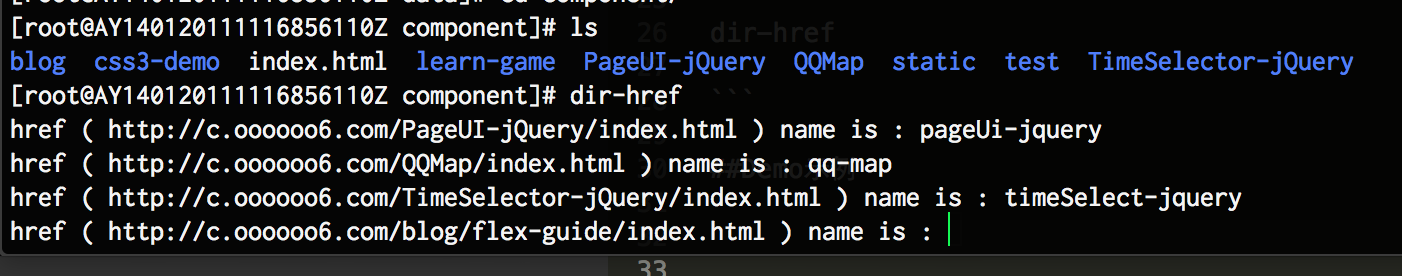 [root@AY140120111116856110Z component]# ls
blog css3-demo index.html learn-game PageUI-jQuery QQMap static test TimeSelector-jQuery
[root@AY140120111116856110Z component]# dir-href
href ( http://c.oooooo6.com/PageUI-jQuery/index.html ) name is : pageUi-jquery
href ( http://c.oooooo6.com/QQMap/index.html ) name is : qq-map
href ( http://c.oooooo6.com/TimeSelector-jQuery/index.html ) name is : timeSelect-jquery
href ( http://c.oooooo6.com/blog/flex-guide/index.html ) name is :
26 dir-href
```
##Demo
33